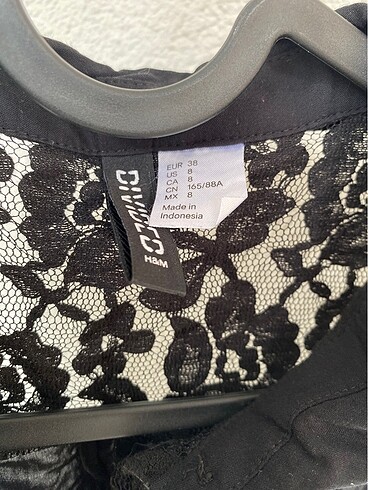 DIVIDED
H&M
EUR 38
US 8
CA 8
CN 165/88A
MX 8
Made in
Indonesia